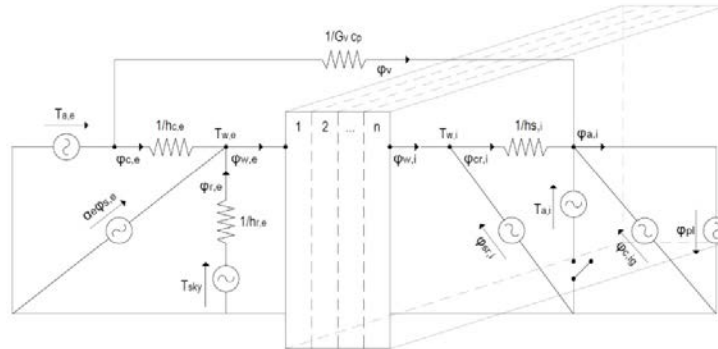 1/Gv cp
φv
Ta,e
1/hc,e
Tw,e
1 2 ... n
Tw,i
1/hs,i
φa,i
φc,e
φw,e
φw,i
φcr,i
φr,e
αeφs,e
1/hr,e
Ta,i
φsr,i
φc,ig
φpl
Tsky